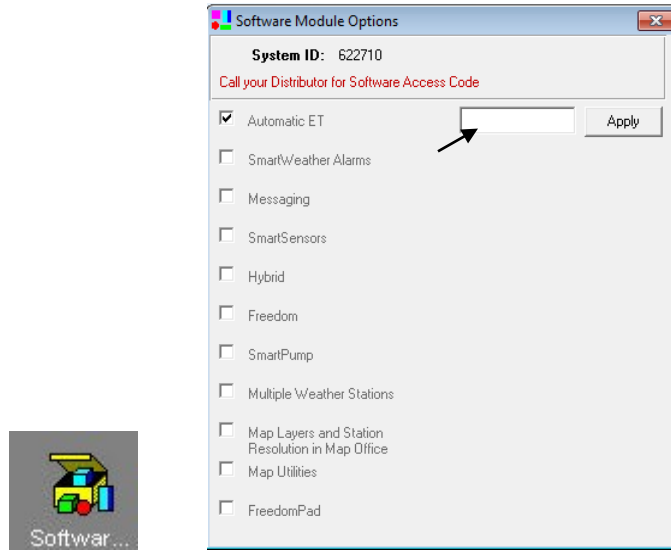 Software Module Options
System ID: 622710
Call your Distributor for Software Access Code
Automatic ET
Apply
SmartWeather Alarms
Messaging
SmartSensors
Hybrid
Freedom
SmartPump
Multiple Weather Stations
Map Layers and Station
Resolution in Map Office
Map Utilities
FreedomPad
Softwar...